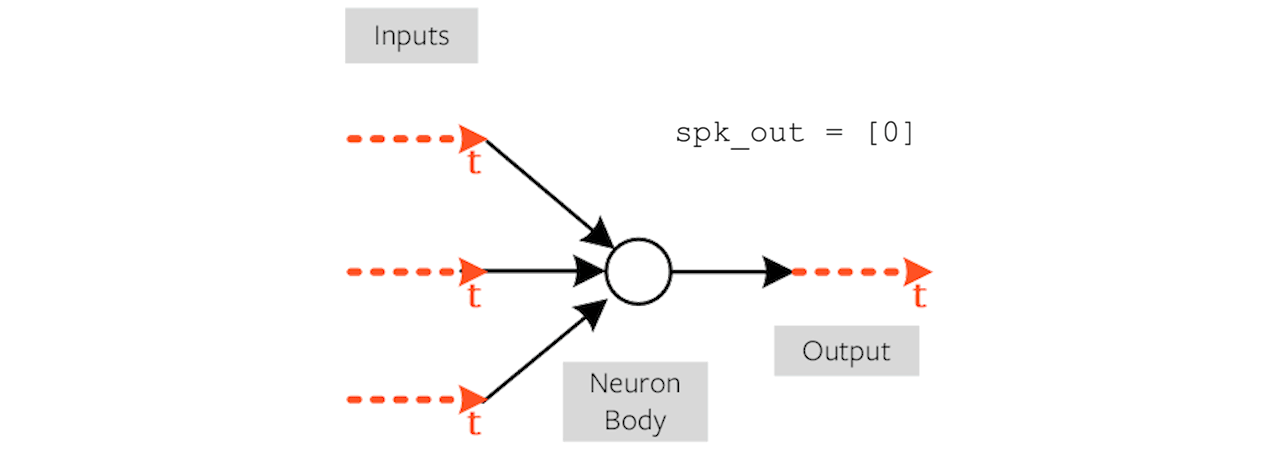 Inputs
spk_out = [0]
t
t
t
Output
Neuron
Body
t